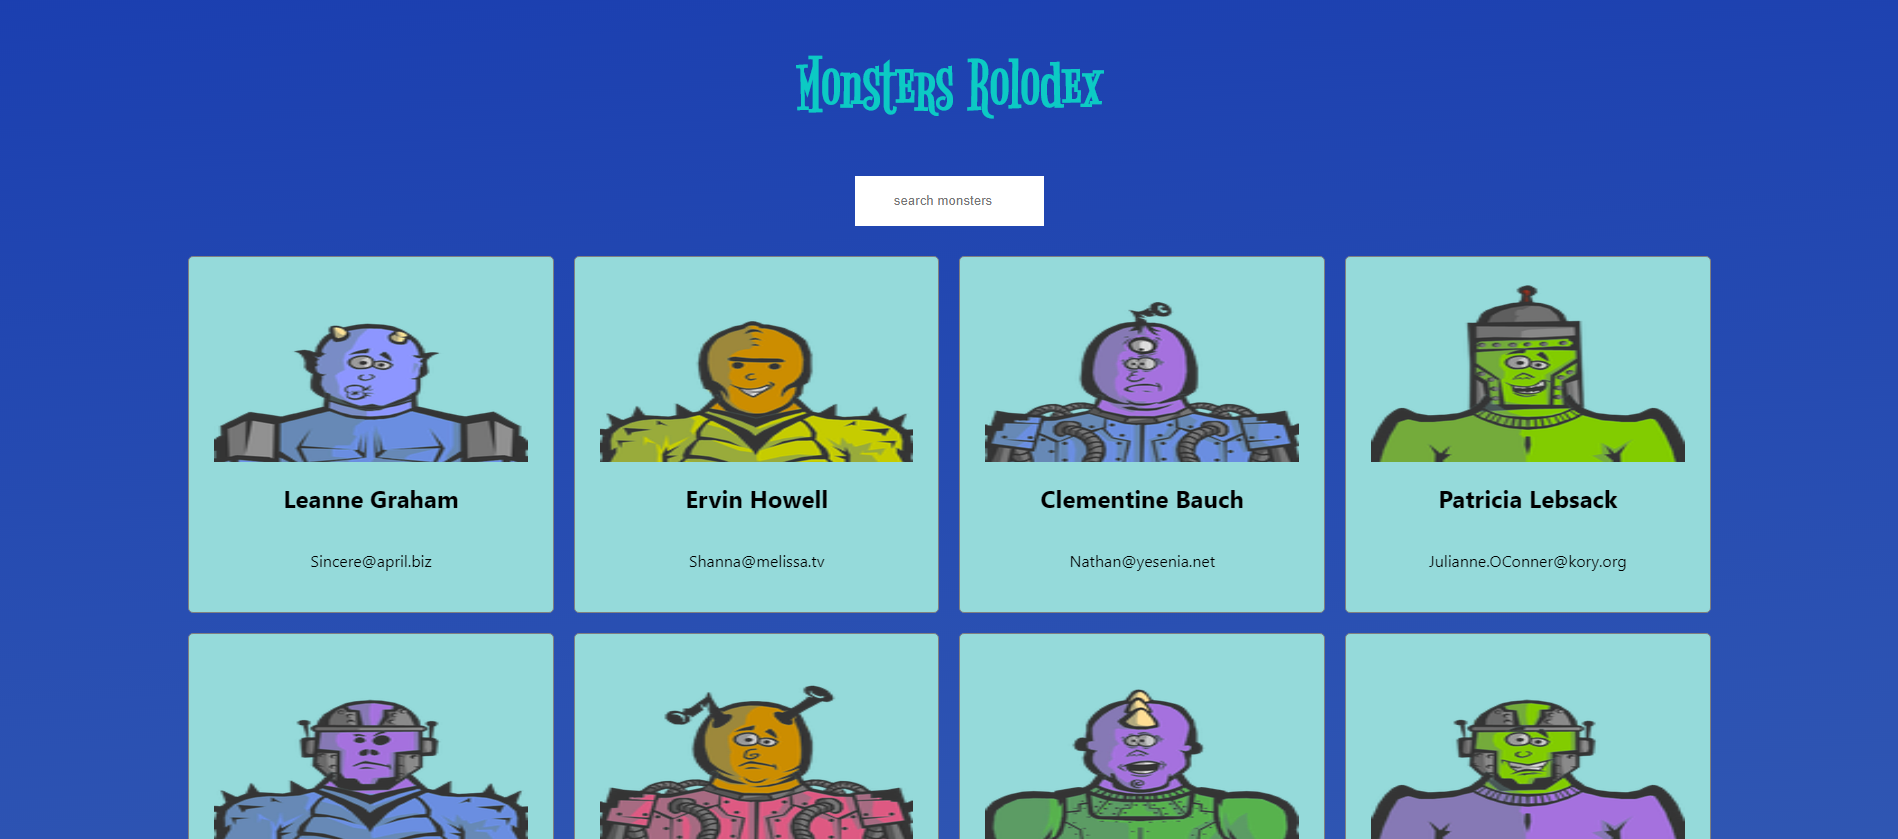 Monsters Rolodex
search monsters
Leanne Graham
Ervin Howell
Clementine Bauch
Patricia Lebsack
Sincere@april.biz
Shanna@melissa.tv
Nathan@yesenia.net
Julianne.OConner@kory.org